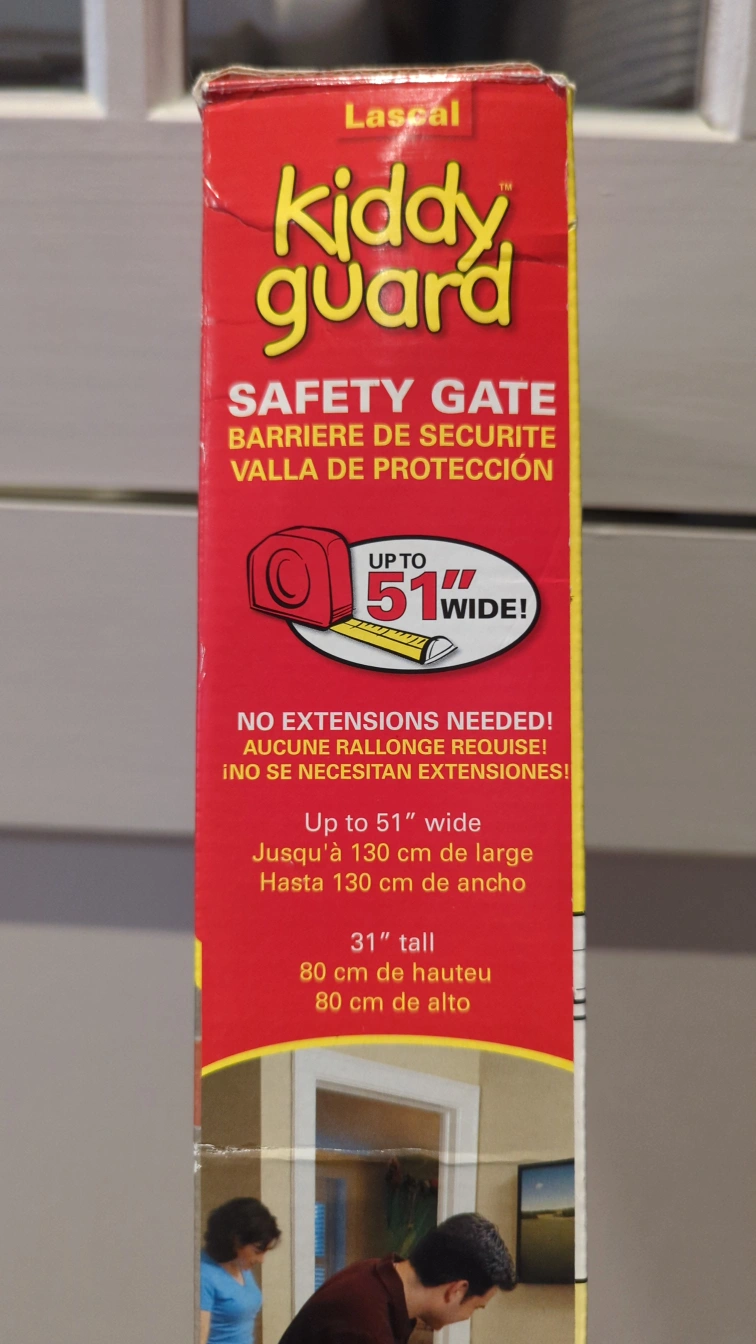 Lascal
kiddy™
guard
SAFETY GATE
BARRIERE DE SECURITE
VALLA DE PROTECCIÓN
UP TO
51” WIDE!
NO EXTENSIONS NEEDED!
AUCUNE RALLONGE REQUISE!
¡NO SE NECESITAN EXTENSIONES!
Up to 51” wide
Jusqu'à 130 cm de large
Hasta 130 cm de ancho
31” tall
80 cm de hauteu
80 cm de alto